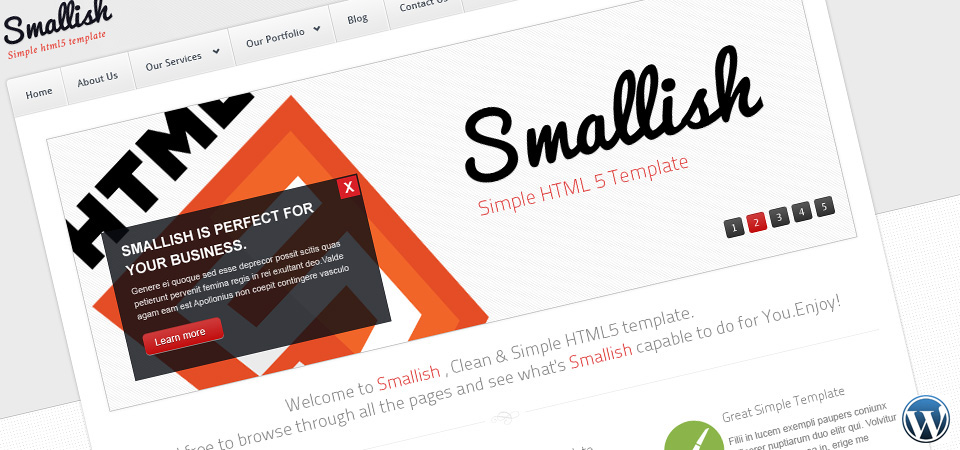 Smallish
Simple html5 template
Home
About Us
Our Services
Our Portfolio
Blog
Contact Us
HTML
Smallish
Simple HTML 5 Template
X
SMALLISH IS PERFECT FOR
YOUR BUSINESS.
Genere ei quoque sed esse deprecor possit scitis quas
petierunt pervenit femina regis in rei exultant deo.Valde
agam eam est Apollonius non coepit contingere vasculo
Learn more
1 2 3 4 5
Welcome to Smallish , Clean & Simple HTML5 template.
free to browse through all the pages and see what's Smallish capable to do for You.Enjoy!
Great Simple Template
Filii in lucem exempli paupers coniunx
nuptiarum duo elitr qui. Volvitur
in, erige me
W